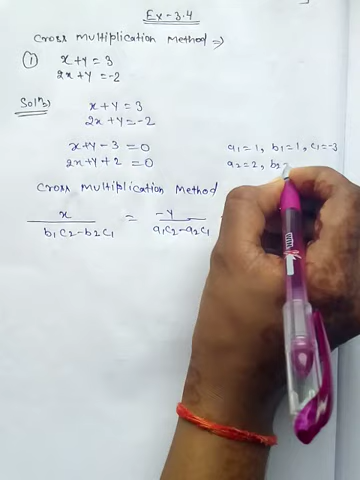 Ex-3.4
Cross Multiplication Method ⇒
① x+y = 3
2x+y = -2
Sol^n)
x+y = 3
2x+y = -2
x+y-3 = 0
2x+y+2 = 0
a₁=1, b₁=1, c₁=-3
a₂=2, b₂=
Cross Multiplication Method
x / b₁c₂-b₂c₁ = -y / a₁c₂-a₂c₁